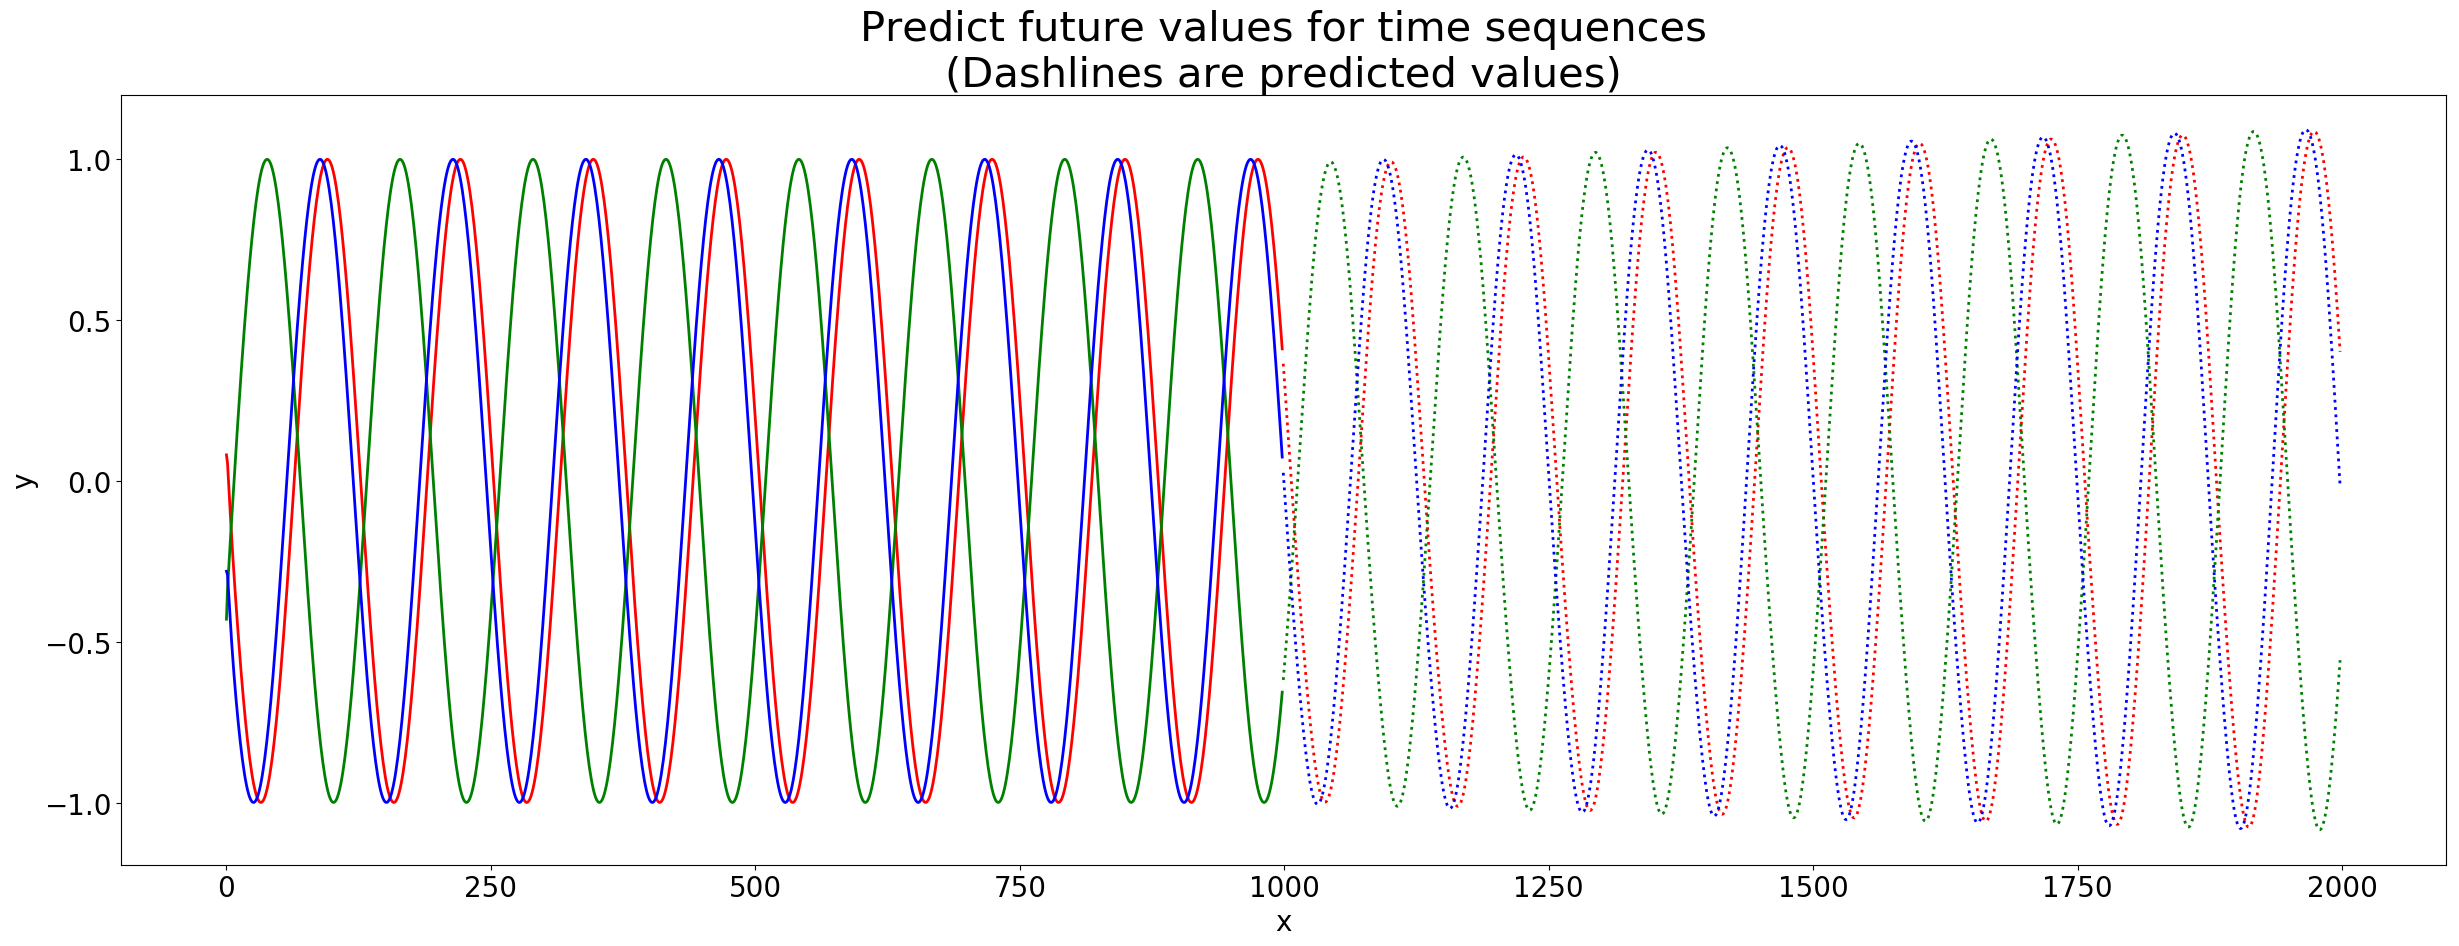 Predict future values for time sequences
(Dashlines are predicted values)
1.0
0.5
0.0
−0.5
−1.0
y
0 250 500 750 1000 1250 1500 1750 2000
x